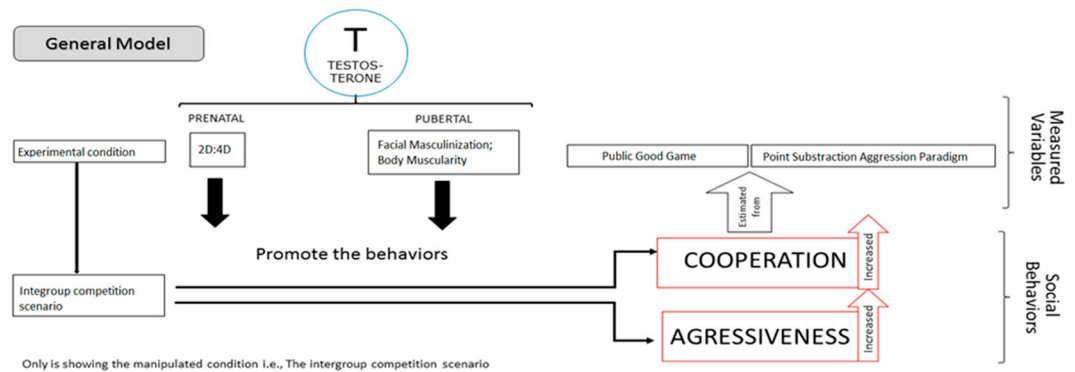 General Model
T
TESTOS-
TERONE
PRENATAL
PUBERTAL
Experimental condition
2D:4D
Facial Masculinization;
Body Muscularity
Public Good Game
Point Substraction Aggression Paradigm
Measured
Variables
Estimated
from
Promote the behaviors
COOPERATION
Increased
Integroup competition
scenario
AGRESSIVENESS
Increased
Social
Behaviors
Only is showing the manipulated condition i.e., The intergroup competition scenario